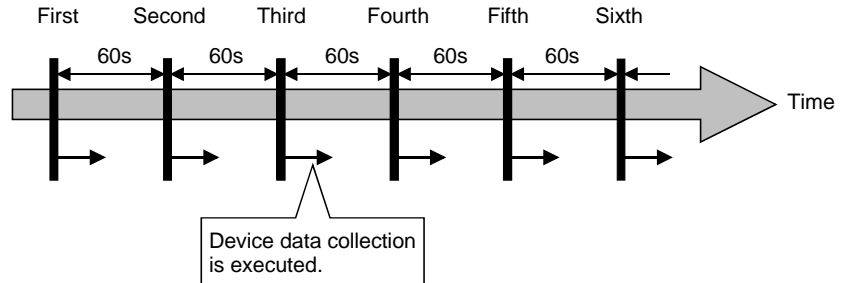 First Second Third Fourth Fifth Sixth
60s 60s 60s 60s 60s
Time
Device data collection
is executed.